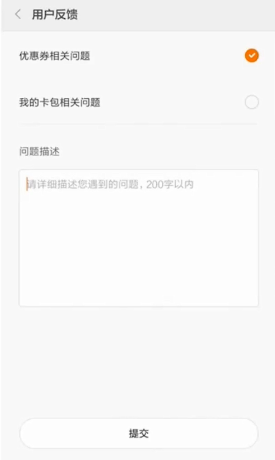 用户反馈
优惠券相关问题
我的卡包相关问题
问题描述
请详细描述您遇到的问题，200字以内
提交